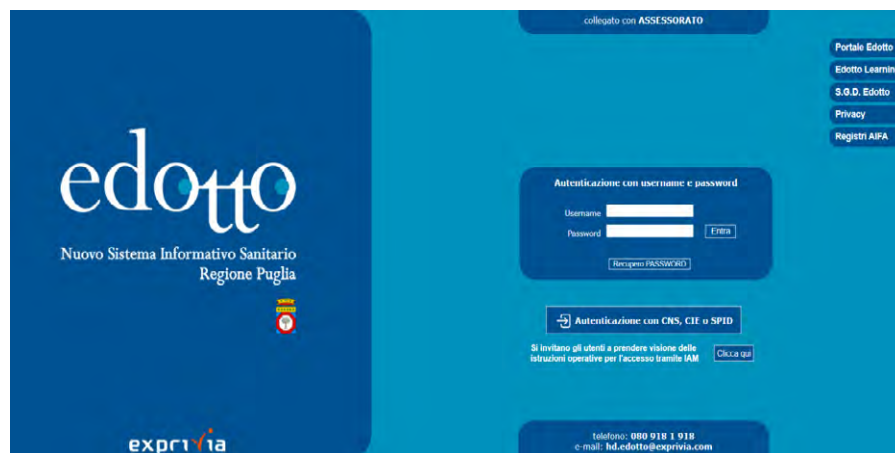 collegato con ASSESSORATO
Portale Edotto
Edotto Learnin
S.G.D. Edotto
Privacy
Registri AIFA
edotto
Nuovo Sistema Informativo Sanitario
Regione Puglia
Autenticazione con username e password
Username
Password
Entra
Recupero PASSWORD
Autenticazione con CNS, CIE o SPID
Si invitano gli utenti a prendere visione delle
istruzioni operative per l'accesso tramite IAM
Clicca qui
exprivia
telefono: 080 918 1 918
e-mail: hd.edotto@exprivia.com